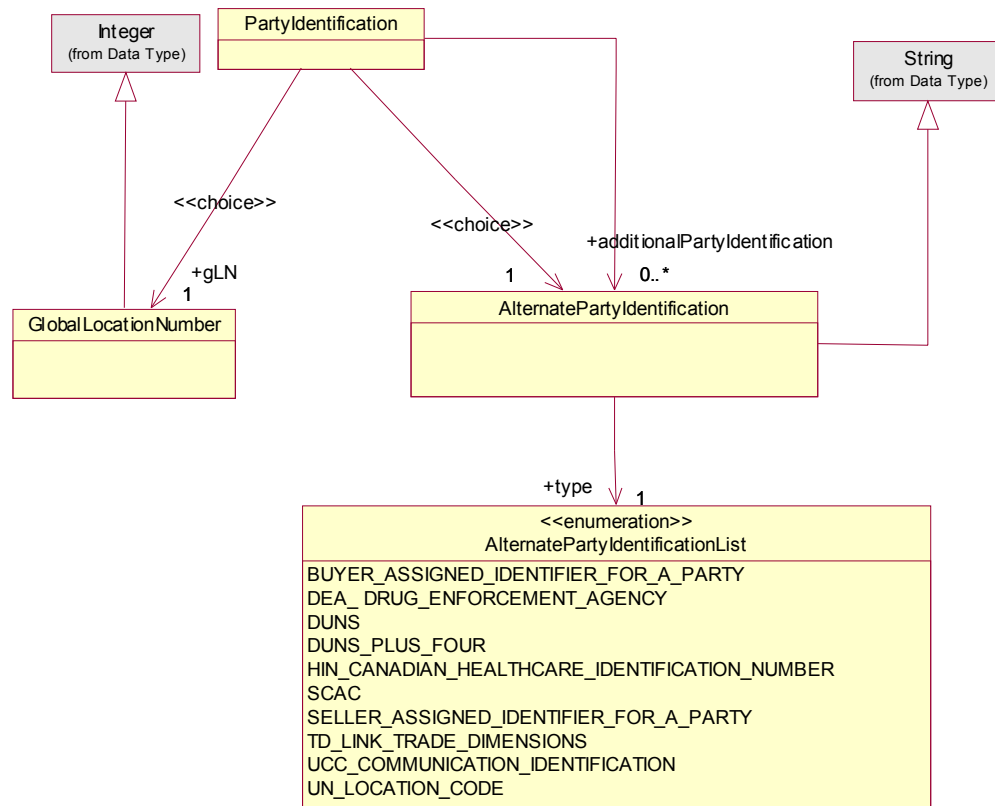 Integer
(from Data Type)
PartyIdentification
String
(from Data Type)
<<choice>>
<<choice>>
+additionalPartyIdentification
+gLN
1
1
0..*
GlobalLocationNumber
AlternatePartyIdentification
+type
1
<<enumeration>>
AlternatePartyIdentificationList
BUYER_ASSIGNED_IDENTIFIER_FOR_A_PARTY
DEA_ DRUG_ENFORCEMENT_AGENCY
DUNS
DUNS_PLUS_FOUR
HIN_CANADIAN_HEALTHCARE_IDENTIFICATION_NUMBER
SCAC
SELLER_ASSIGNED_IDENTIFIER_FOR_A_PARTY
TD_LINK_TRADE_DIMENSIONS
UCC_COMMUNICATION_IDENTIFICATION
UN_LOCATION_CODE